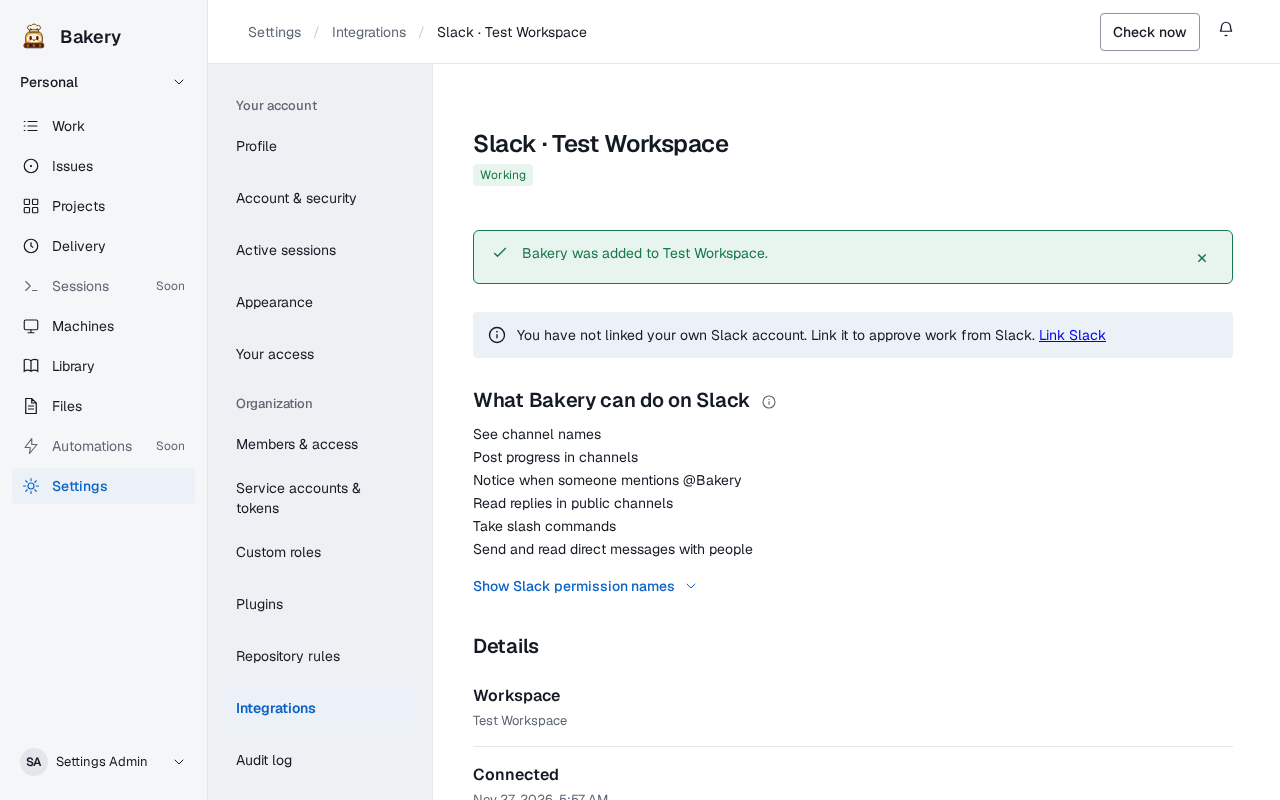 Bakery
Personal
Work
Issues
Projects
Delivery
Sessions Soon
Machines
Library
Files
Automations Soon
Settings
SA Settings Admin
Settings / Integrations / Slack · Test Workspace
Check now
Your account
Profile
Account & security
Active sessions
Appearance
Your access
Organization
Members & access
Service accounts &
tokens
Custom roles
Plugins
Repository rules
Integrations
Audit log
Slack · Test Workspace
Working
Bakery was added to Test Workspace.
You have not linked your own Slack account. Link it to approve work from Slack. Link Slack
What Bakery can do on Slack
See channel names
Post progress in channels
Notice when someone mentions @Bakery
Read replies in public channels
Take slash commands
Send and read direct messages with people
Show Slack permission names
Details
Workspace
Test Workspace
Connected
Nov 27, 2026, 5:57 AM